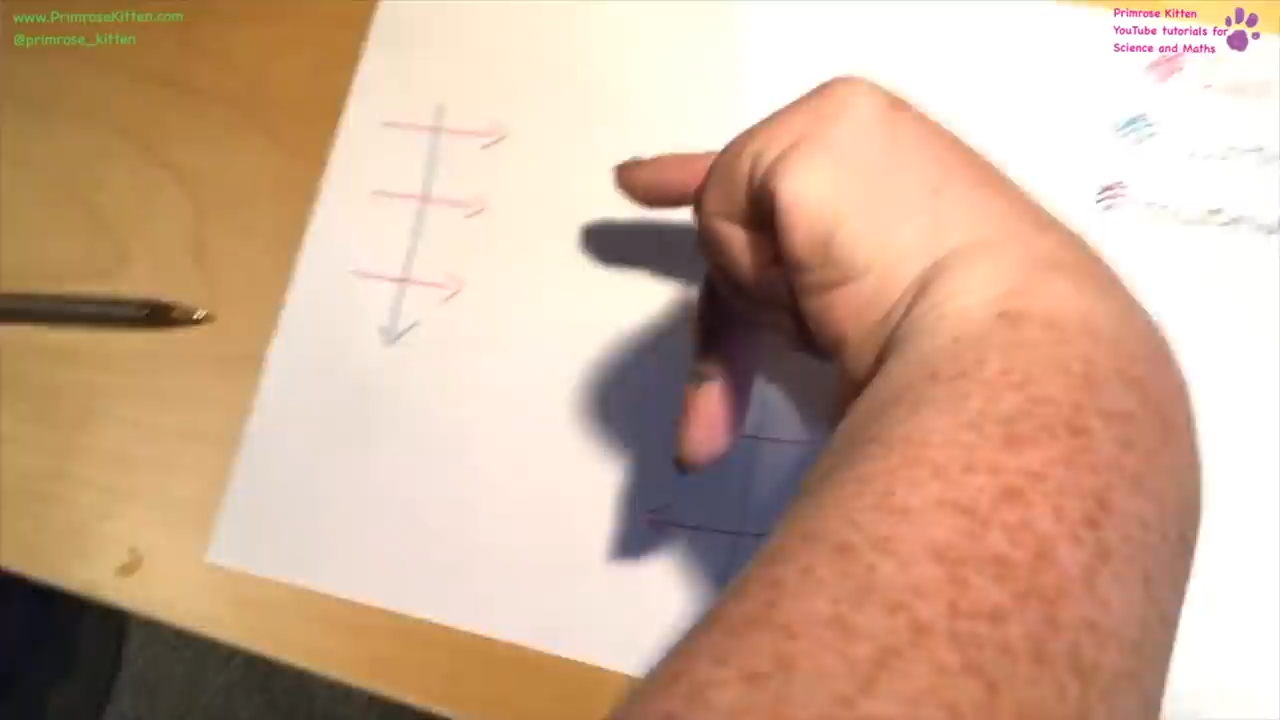 www.PrimroseKitten.com
@primrose_kitten
Primrose Kitten
YouTube tutorials for
Science and Maths